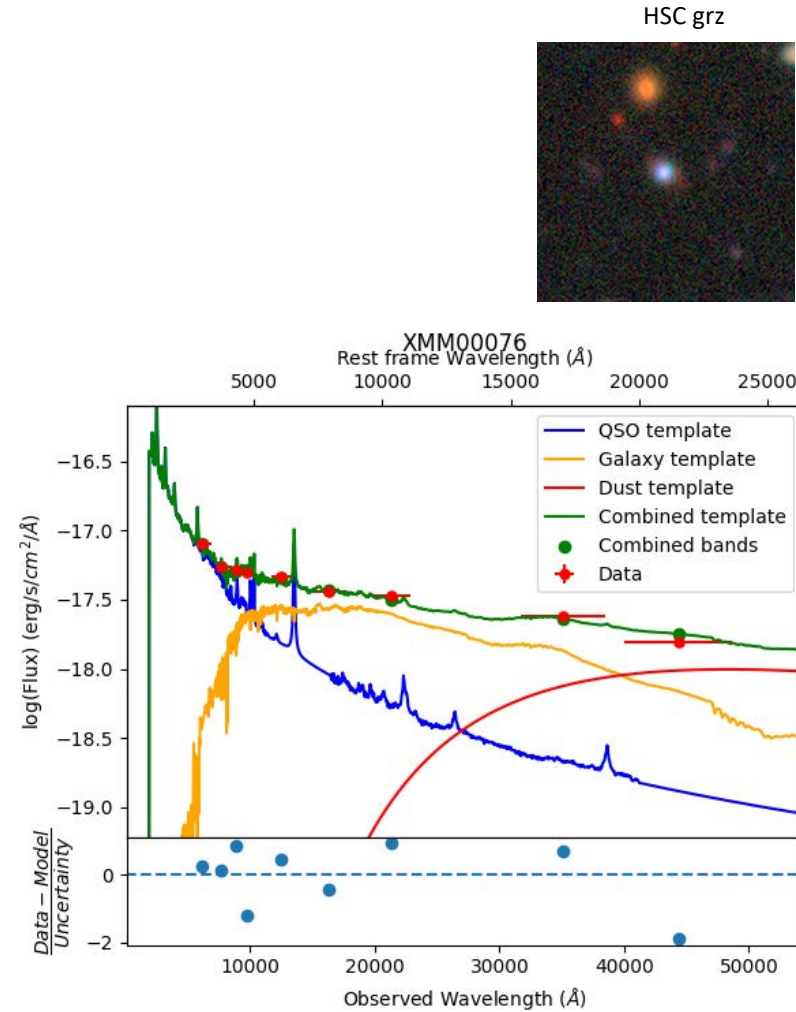 HSC grz
XMM00076
Rest frame Wavelength (Å)
5000 10000 15000 20000 25000
−16.5
−17.0
−17.5
−18.0
−18.5
−19.0
log(Flux) (erg/s/cm²/Å)
QSO template
Galaxy template
Dust template
Combined template
Combined bands
Data
Data − Model
Uncertainty
0
−2
10000 20000 30000 40000 50000
Observed Wavelength (Å)